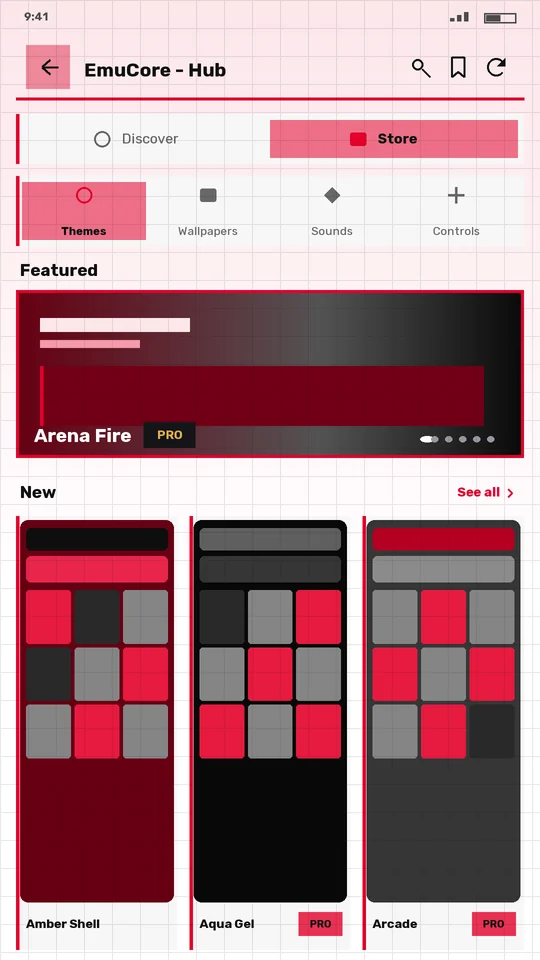 9:41
EmuCore - Hub
Discover
Store
Themes
Wallpapers
Sounds
Controls
Featured
Arena Fire
PRO
New
See all
Amber Shell
Aqua Gel
PRO
Arcade
PRO